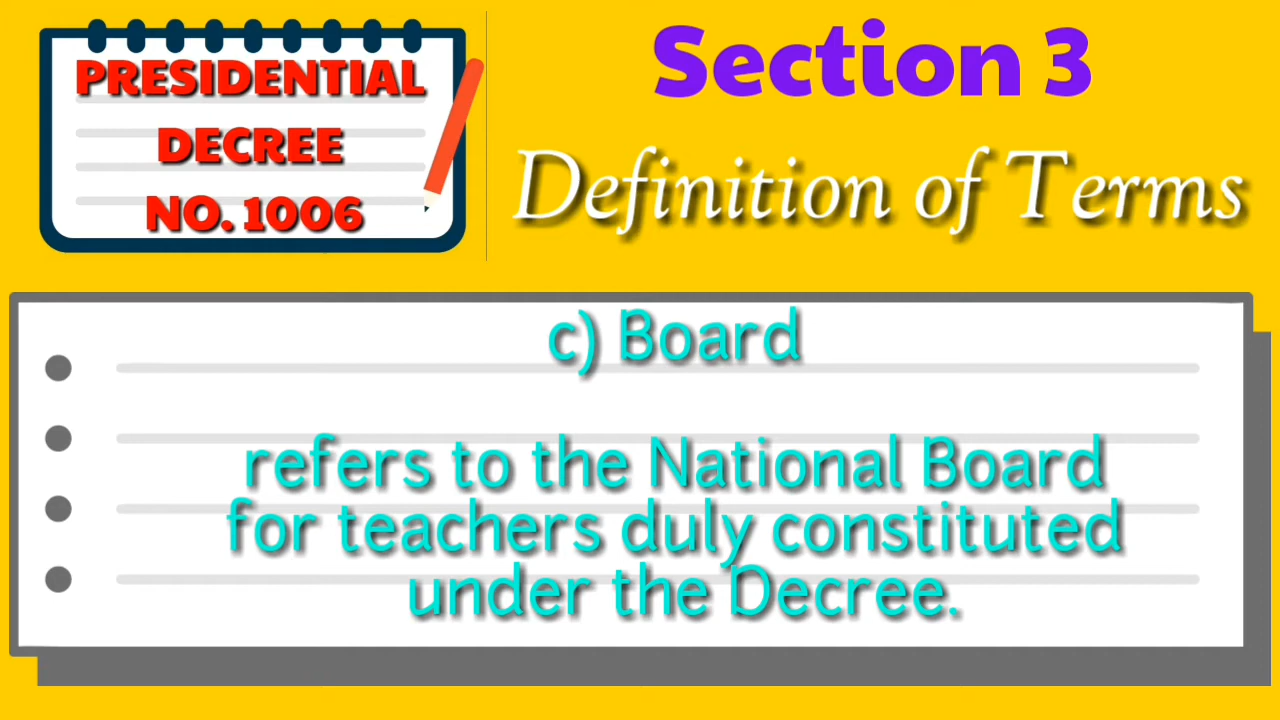 PRESIDENTIAL
DECREE
NO. 1006
Section 3
Definition of Terms
c) Board
refers to the National Board
for teachers duly constituted
under the Decree.